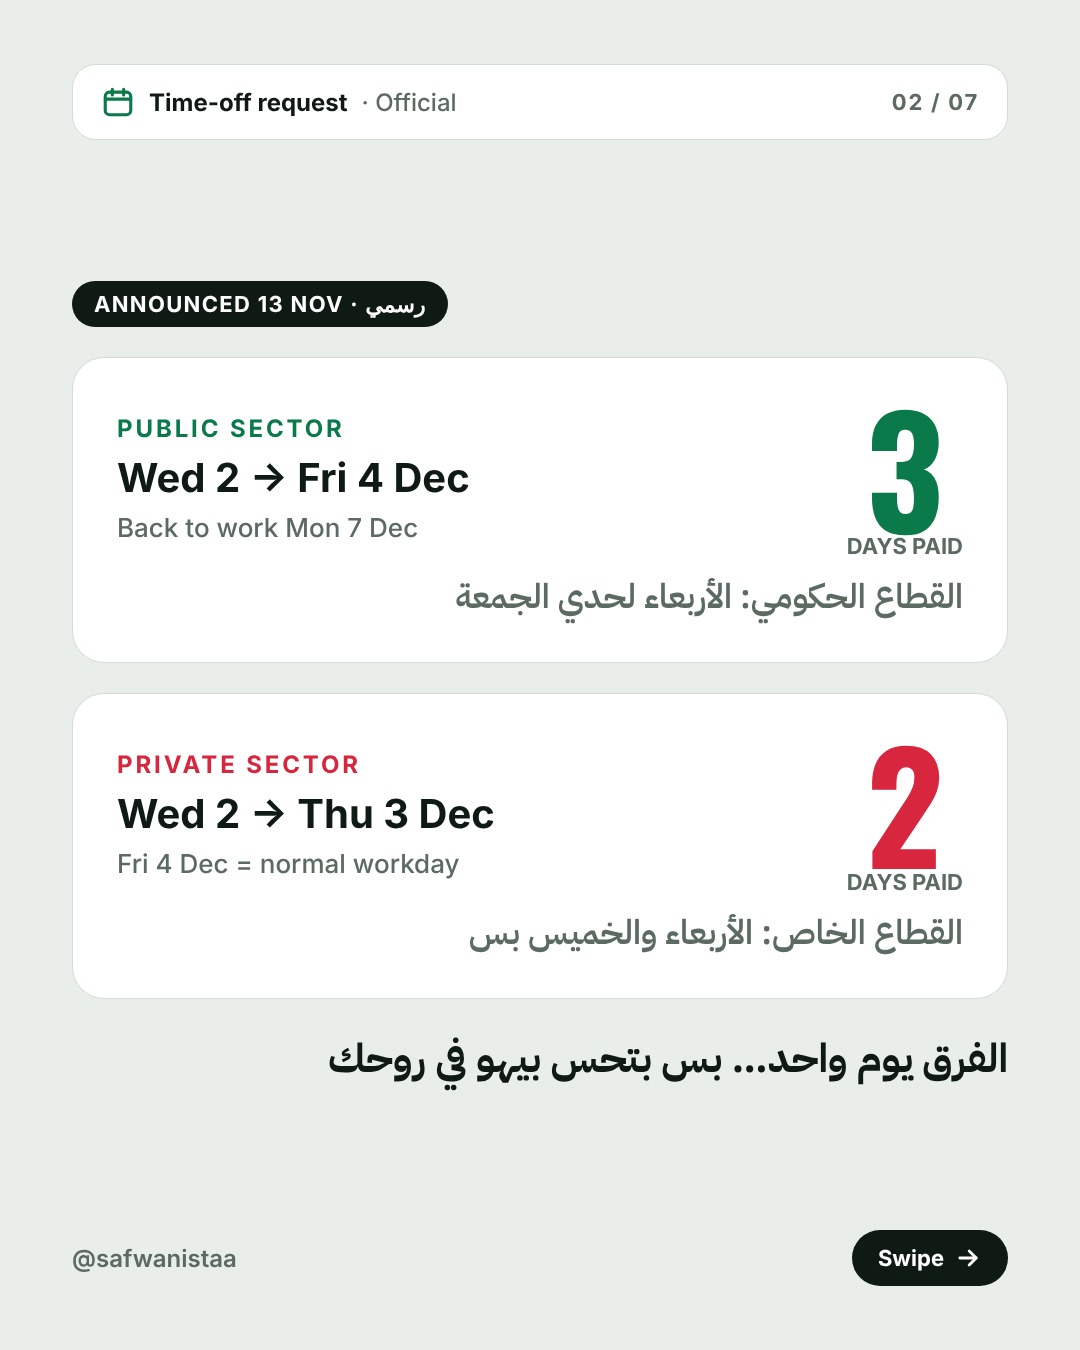 Time-off request · Official
02 / 07
ANNOUNCED 13 NOV · رسمي
PUBLIC SECTOR
Wed 2 → Fri 4 Dec
Back to work Mon 7 Dec
3
DAYS PAID
القطاع الحكومي: الأربعاء لحدي الجمعة
PRIVATE SECTOR
Wed 2 → Thu 3 Dec
Fri 4 Dec = normal workday
2
DAYS PAID
القطاع الخاص: الأربعاء والخميس بس
الفرق يوم واحد... بس بتحس بيهو في روحك
@safwanistaa
Swipe →